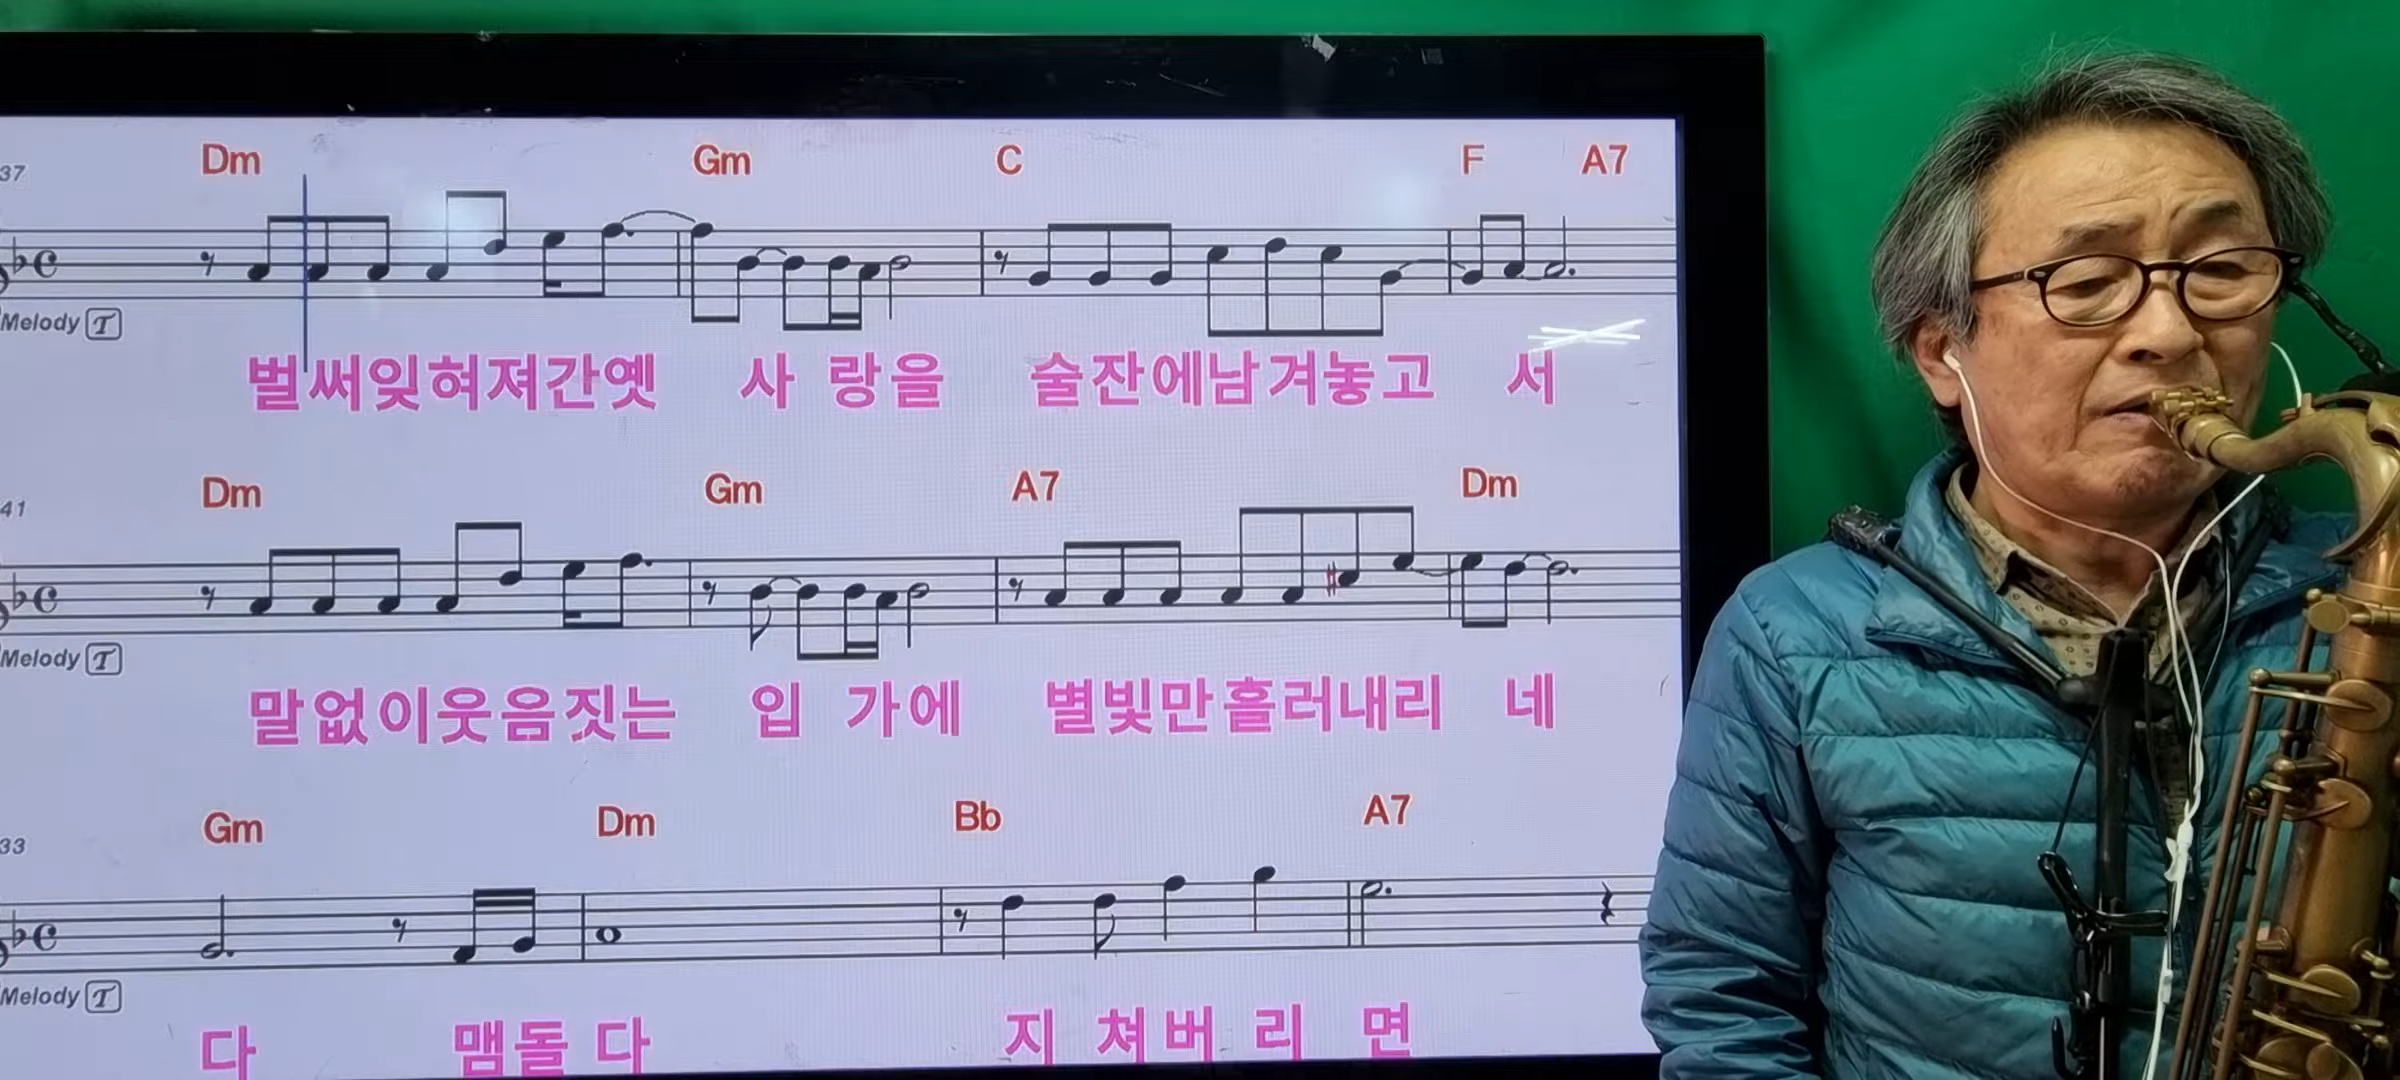 Dm Gm C F A7
37
Melody T
벌써잊혀져간옛 사 랑을 술잔에남겨놓고 서
Dm Gm A7 Dm
41
Melody T
말없이웃음짓는 입 가에 별빛만흘러내리 네
Gm Dm Bb A7
33
Melody T
다 맴돌 다 지 쳐버 리 면